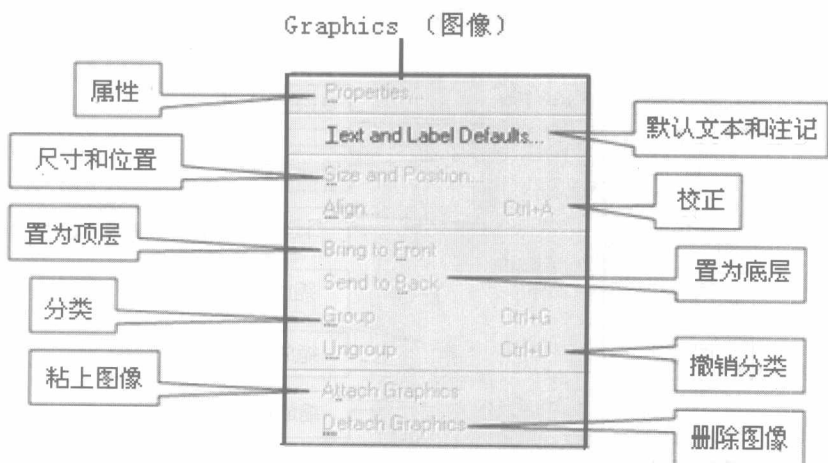 Graphics （图像）
属性
Properties...
Text and Label Defaults...
默认文本和注记
尺寸和位置
Size and Position...
Align... Ctrl+A
校正
置为顶层
Bring to Front
Send to Back
置为底层
分类
Group Ctrl+G
Ungroup Ctrl+U
撤销分类
粘上图像
Attach Graphics
Detach Graphics
删除图像